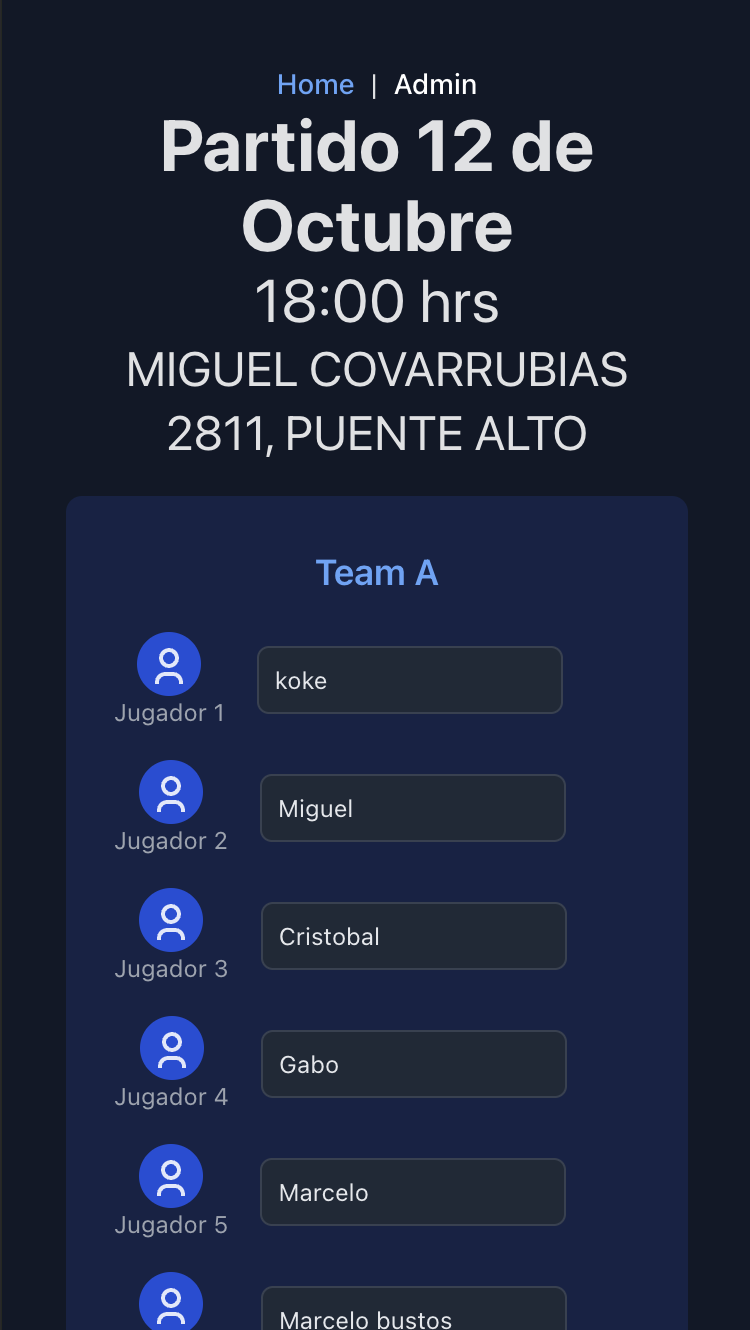 Home | Admin
Partido 12 de
Octubre
18:00 hrs
MIGUEL COVARRUBIAS
2811, PUENTE ALTO
Team A
koke
Jugador 1
Miguel
Jugador 2
Cristobal
Jugador 3
Gabo
Jugador 4
Marcelo
Jugador 5
Marcelo bustos